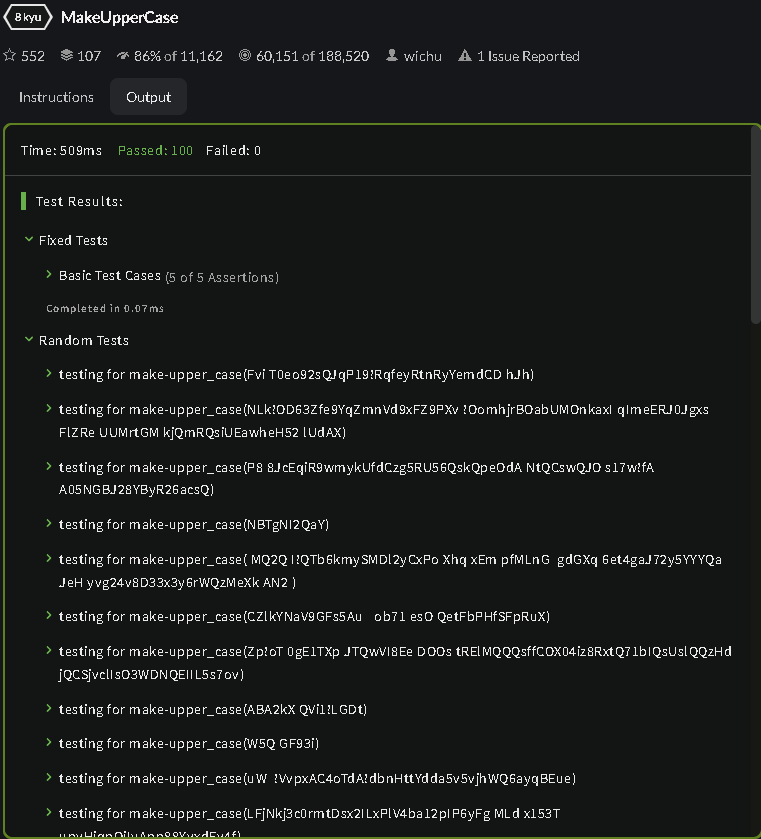 8 kyu MakeUpperCase
552 107 86% of 11,162 60,151 of 188,520 wichu 1 Issue Reported
Instructions Output
Time: 509ms Passed: 100 Failed: 0
Test Results:
Fixed Tests
Basic Test Cases (5 of 5 Assertions)
Completed in 0.07ms
Random Tests
testing for make-upper_case(Fvi T0eo92sQJqP19?RqfeyRtnRyYemdCD hJh)
testing for make-upper_case(NLk?OD63Zfe9YqZmnVd9xFZ9PXv ?OomhjrBOabUMOnkaxI qImeERJ0Jgxs
FlZRe UUMrtGM kjQmRQsiUEawheH52 lUdAX)
testing for make-upper_case(P8 8JcEqiR9wmykUfdCzg5RU56QskQpeOdA NtQCswQJO s17w?fA
A05NGBJ28YByR26acsQ)
testing for make-upper_case(NBTgNI2QaY)
testing for make-upper_case( MQ2Q I?QTb6kmySMDl2yCxPo Xhq xEm pfMLnG gdGXq 6et4gaJ72y5YYYQa
JeH yvg24v8D33x3y6rWQzMeXk AN2 )
testing for make-upper_case(CZlkYNaV9GFs5Au ob71 esO QetFbPHfSFpRuX)
testing for make-upper_case(Zp?oT 0gE1TXp JTQwVI8Ee DOOs tRElMQQQsffCOX04iz8RxtQ71bIQsUslQQzHd
jQCSjvclIsO3WDNQEIIL5s7ov)
testing for make-upper_case(ABA2kX QVi1?LGDt)
testing for make-upper_case(W5Q GF93i)
testing for make-upper_case(uW ?VvpxAC4oTdA?dbnHttYdda5v5vjhWQ6ayqBEue)
testing for make-upper_case(LFjNkj3c0rmtDsx2ILxPlV4ba12pIP6yFg MLd x153T